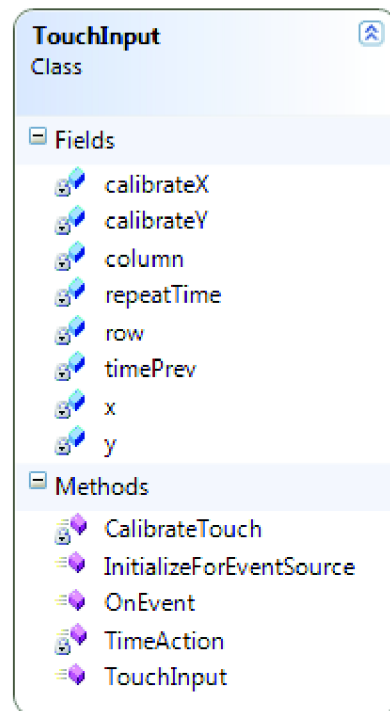 TouchInput
Class
Fields
calibrateX
calibrateY
column
repeatTime
row
timePrev
x
y
Methods
CalibrateTouch
InitializeForEventSource
OnEvent
TimeAction
TouchInput